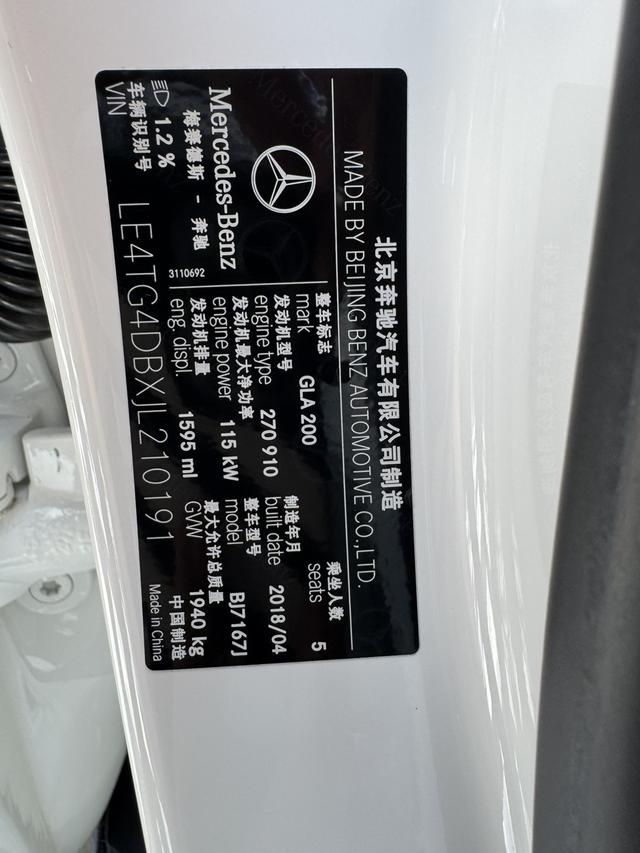 北京奔驰汽车有限公司制造
MADE BY BEIJING BENZ AUTOMOTIVE CO.,LTD.
Mercedes-Benz
梅赛德斯 - 奔驰
3110692
整车标志 GLA 200
mark
乘坐人数 5
seats
发动机型号 270 910
engine type
制造年月 2018/04
built date
发动机最大净功率 115 kW
engine power
整车型号 BJ7167J
model
发动机排量 1595 ml
eng. displ
最大允许总质量 1940 kg
GVW
1.2 %
车辆识别号
VIN
LE4TG4DBXJL210191
中国制造
Made in China